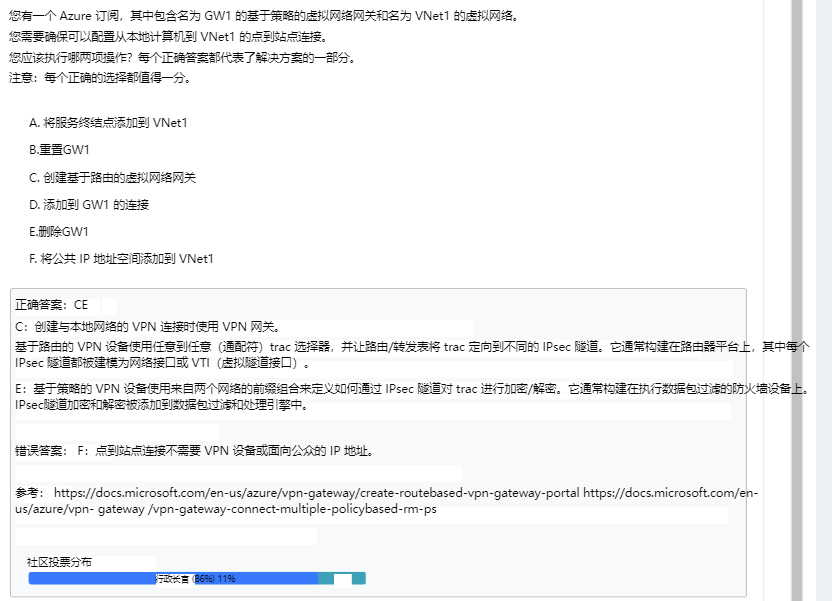 您有一个 Azure 订阅，其中包含名为 GW1 的基于策略的虚拟网络网关和名为 VNet1 的虚拟网络。
您需要确保可以配置从本地计算机到 VNet1 的点到站点连接。
您应该执行哪两项操作？每个正确答案都代表了解决方案的一部分。
注意：每个正确的选择都值得一分。
A. 将服务终结点添加到 VNet1
B.重置GW1
C. 创建基于路由的虚拟网络网关
D. 添加到 GW1 的连接
E.删除GW1
F. 将公共 IP 地址空间添加到 VNet1
正确答案：CE
C：创建与本地网络的 VPN 连接时使用 VPN 网关。
基于路由的 VPN 设备使用任意到任意（通配符）trac 选择器，并让路由/转发表将 trac 定向到不同的 IPsec 隧道。它通常构建在路由器平台上，其中每个
IPsec 隧道都被建模为网络接口或 VTI（虚拟隧道接口）。
E：基于策略的 VPN 设备使用来自两个网络的前缀组合来定义如何通过 IPsec 隧道对 trac 进行加密/解密。它通常构建在执行数据包过滤的防火墙设备上。
IPsec隧道加密和解密被添加到数据包过滤和处理引擎中。
错误答案： F：点到站点连接不需要 VPN 设备或面向公众的 IP 地址。
参考： https://docs.microsoft.com/en-us/azure/vpn-gateway/create-routebased-vpn-gateway-portal https://docs.microsoft.com/en-
us/azure/vpn- gateway /vpn-gateway-connect-multiple-policybased-rm-ps
社区投票分布
行政长言 (86%) 11%